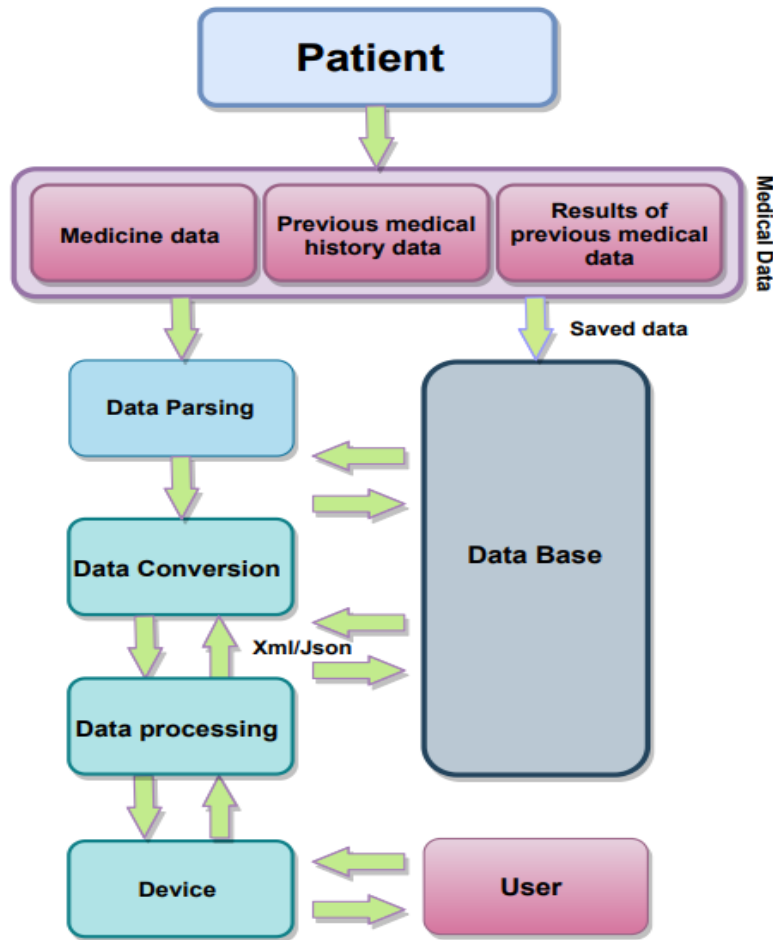 Patient
Medicine data
Previous medical
history data
Results of
previous medical
data
Medical Data
Saved data
Data Parsing
Data Conversion
Data Base
Xml/Json
Data processing
Device
User